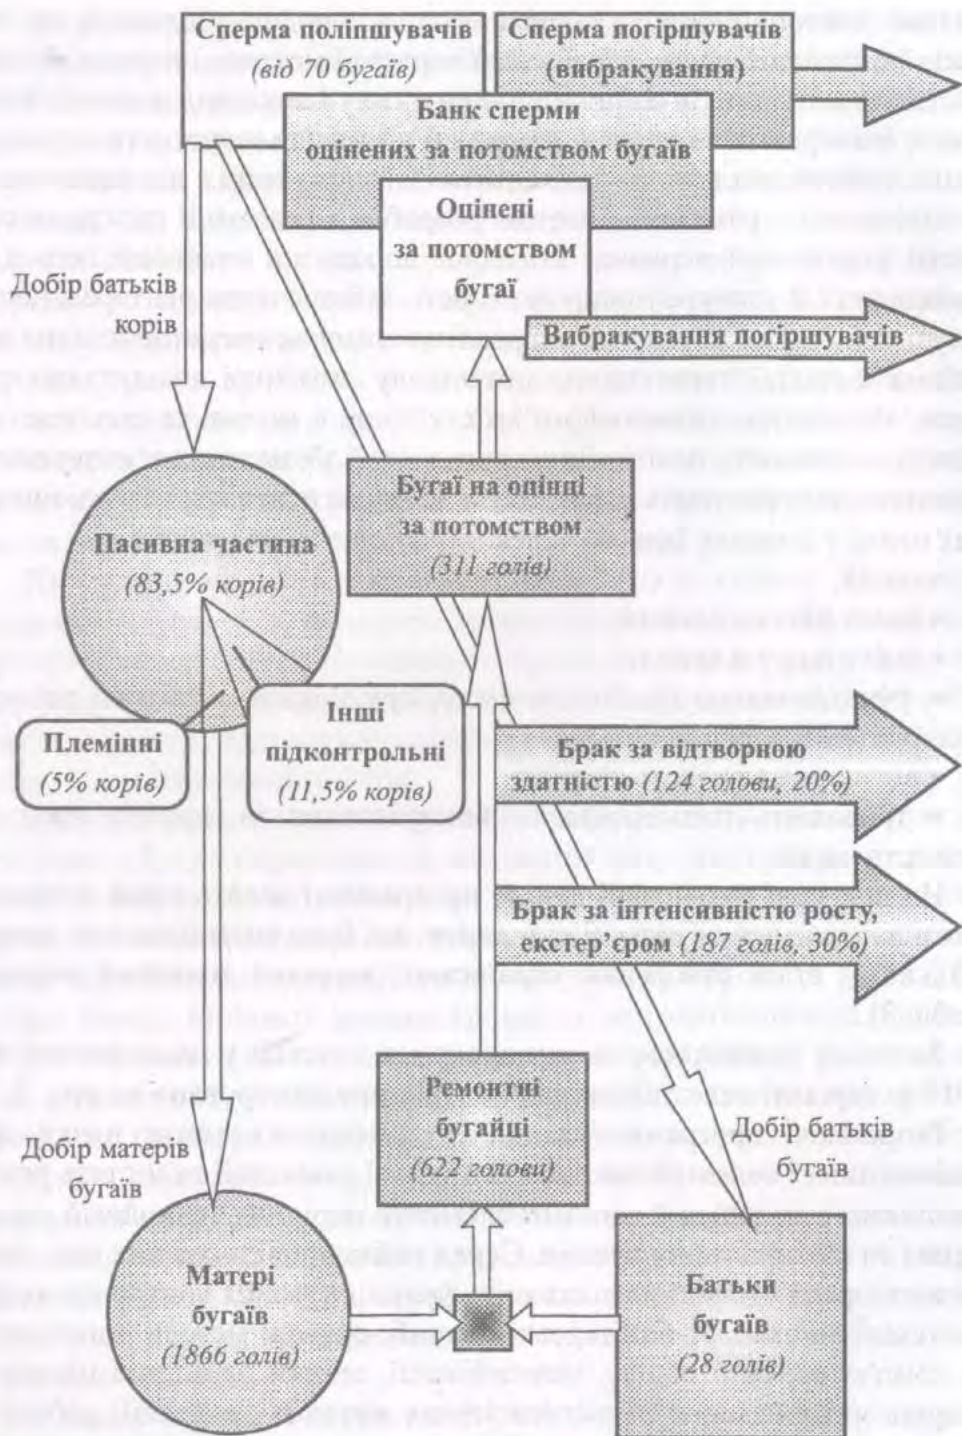 Сперма поліпшувачів
(від 70 бугаїв)
Сперма погіршувачів
(вибракування)
Банк сперми
оцінених за потомством бугаїв
Оцінені
за потомством
бугаї
Вибракування погіршувачів
Добір батьків
корів
Бугаї на оцінці
за потомством
(311 голів)
Пасивна частина
(83,5% корів)
Племінні
(5% корів)
Інші
підконтрольні
(11,5% корів)
Брак за відтворною
здатністю (124 голови, 20%)
Брак за інтенсивністю росту,
екстер’єром (187 голів, 30%)
Ремонтні
бугайці
(622 голови)
Добір матерів
бугаїв
Добір батьків
бугаїв
Матері
бугаїв
(1866 голів)
Батьки
бугаїв
(28 голів)